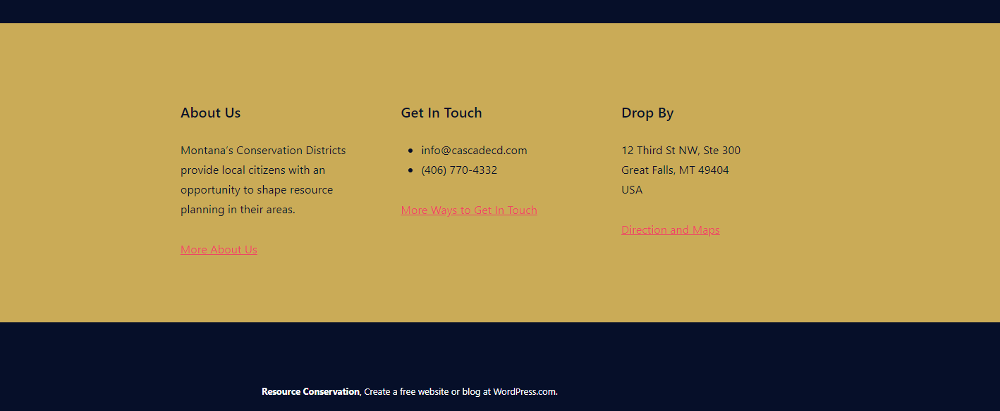 About Us
Montana's Conservation Districts
provide local citizens with an
opportunity to shape resource
planning in their areas.
More About Us
Get In Touch
• info@cascadecd.com
• (406) 770-4332
More Ways to Get In Touch
Drop By
12 Third St NW, Ste 300
Great Falls, MT 49404
USA
Direction and Maps
Resource Conservation, Create a free website or blog at WordPress.com.